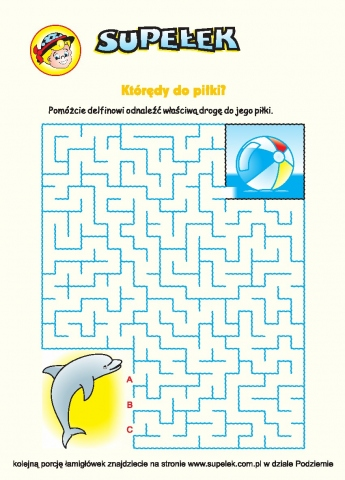 SUPEŁEK
Którędy do piłki?
Pomóżcie delfinowi odnaleźć właściwą drogę do jego piłki.
A
B
C
kolejną porcję łamigłówek znajdziecie na stronie www.supelek.com.pl w dziale Podziemie